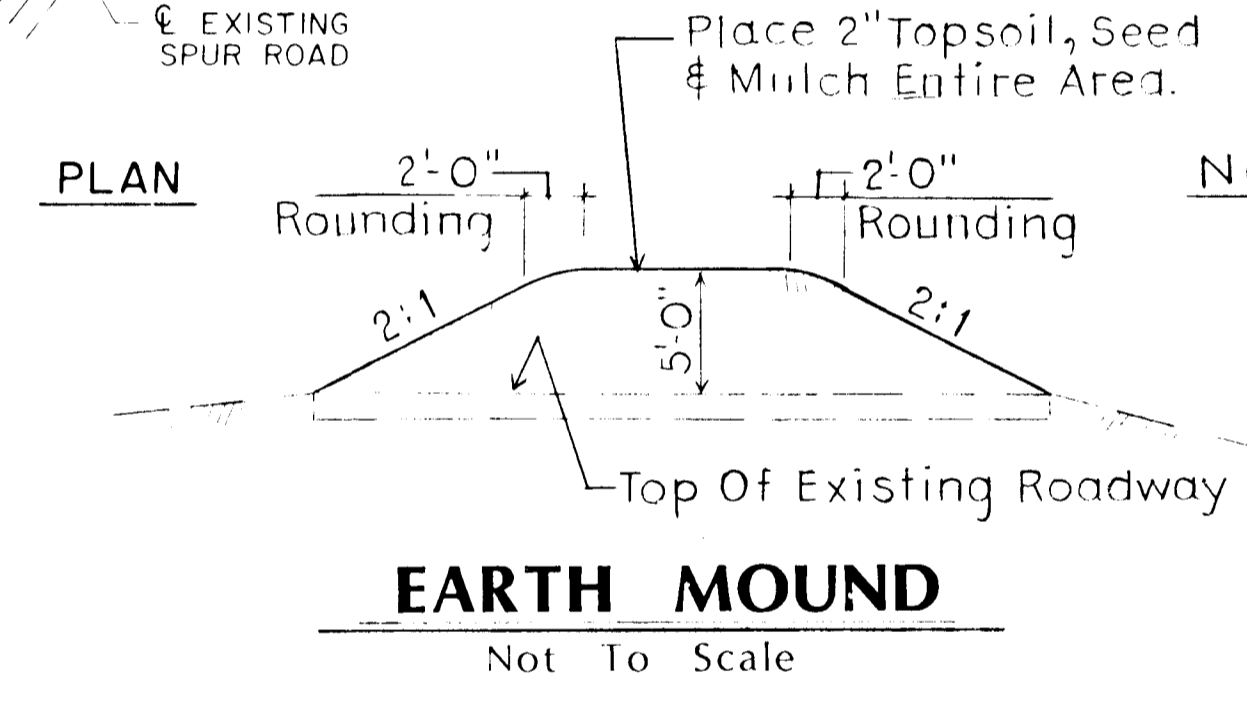 ℄ EXISTING
SPUR ROAD
Place 2" Topsoil, Seed
& Mulch Entire Area.
PLAN
2'-0"
Rounding
2'-0"
Rounding
N
2:1
5'-0"
2:1
Top Of Existing Roadway
EARTH MOUND
Not To Scale